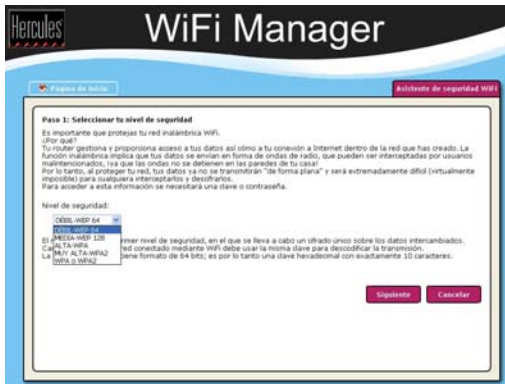 Hercules
WiFi Manager
Página de inicio
Asistente de seguridad WiFi
Paso 1: Seleccionar tu nivel de seguridad
Es importante que protejas tu red inalámbrica WiFi.
¿Por qué?
Tu router gestiona y proporciona acceso a tus datos así cómo a tu conexión a Internet dentro de la red que has creado. La
función inalámbrica implica que tus datos se envían en forma de ondas de radio, que pueden ser interceptadas por usuarios
malintencionados, ¡ya que las ondas no se detienen en las paredes de tu casa!
Por lo tanto, al proteger tu red, tus datos ya no se transmitirán "de forma plana" y será extremadamente difícil (virtualmente
imposible) para cualquiera interceptarlos y descifrarlos.
Para acceder a esta información se necesitará una clave o contraseña.
Nivel de seguridad:
DÉBIL-WEP 64
DÉBIL-WEP 64
MEDIA-WEP 128
ALTA-WPA
MUY ALTA-WPA2
WPA o WPA2
El rimer nivel de seguridad, en el que se lleva a cabo un cifrado único sobre los datos intercambiados.
Ca red conectado mediante WiFi debe usar la misma clave para descodificar la transmisión.
La iene formato de 64 bits; es por lo tanto una clave hexadecimal con exactamente 10 caracteres.
Siguiente
Cancelar